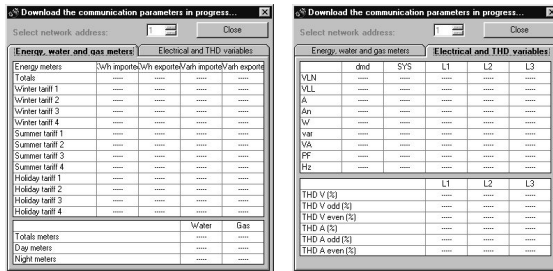 Download the communication parameters in progress...
Select network address: 1 Close
Energy, water and gas meters Electrical and THD variables
Energy meters Wh importe Wh exporte Varh importe Varh exporte
Totals ----- ----- ----- -----
Winter tariff 1 ----- ----- ----- -----
Winter tariff 2 ----- ----- ----- -----
Winter tariff 3 ----- ----- ----- -----
Winter tariff 4 ----- ----- ----- -----
Summer tariff 1 ----- ----- ----- -----
Summer tariff 2 ----- ----- ----- -----
Summer tariff 3 ----- ----- ----- -----
Summer tariff 4 ----- ----- ----- -----
Holiday tariff 1 ----- ----- ----- -----
Holiday tariff 2 ----- ----- ----- -----
Holiday tariff 3 ----- ----- ----- -----
Holiday tariff 4 ----- ----- ----- -----
Water Gas
Totals meters ----- -----
Day meters ----- -----
Night meters ----- -----
Download the communication parameters in progress...
Select network address: 1 Close
Energy, water and gas meters Electrical and THD variables
dmd SYS L1 L2 L3
VLN ----- ----- ----- ----- -----
VLL ----- ----- ----- ----- -----
A ----- ----- ----- ----- -----
An ----- ----- ----- ----- -----
W ----- ----- ----- ----- -----
var ----- ----- ----- ----- -----
VA ----- ----- ----- ----- -----
PF ----- ----- ----- ----- -----
Hz ----- ----- ----- ----- -----
L1 L2 L3
THD V (%) ----- ----- -----
THD V odd (%) ----- ----- -----
THD V even (%) ----- ----- -----
THD A (%) ----- ----- -----
THD A odd (%) ----- ----- -----
THD A even (%) ----- ----- -----